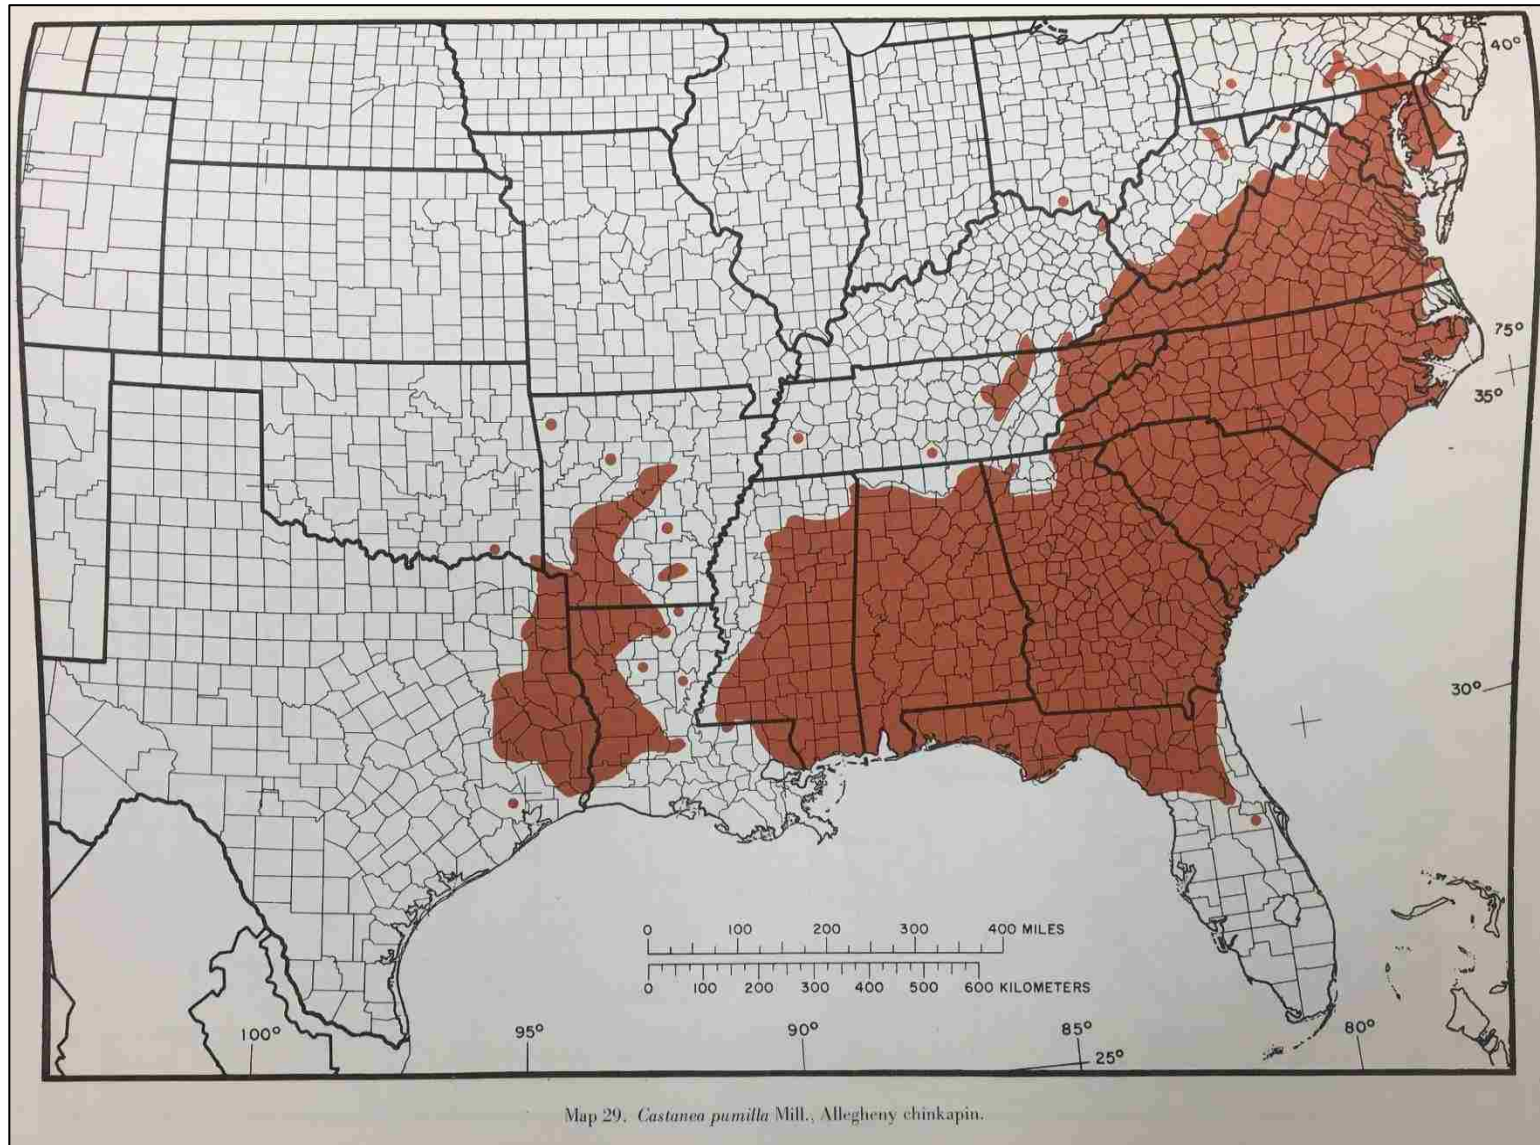 40°
75°
35°
30°
0 100 200 300 400 MILES
0 100 200 300 400 500 600 KILOMETERS
100° 95° 90° 85° 80°
25°
Map 29. Castanea pumilla Mill., Allegheny chinkapin.